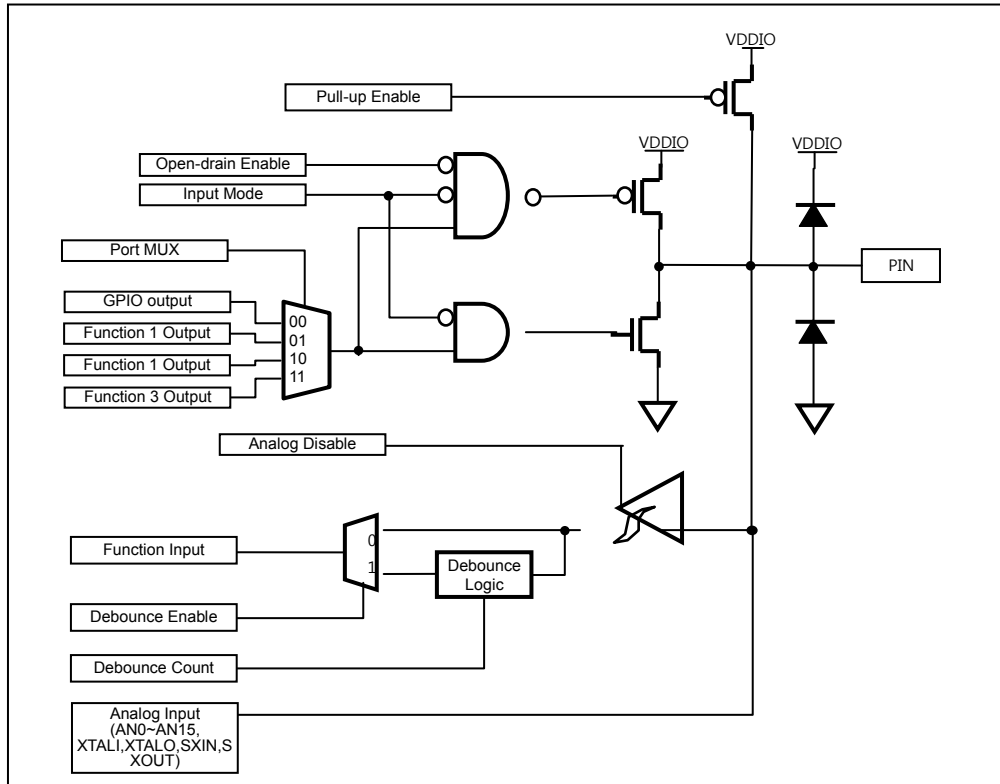 VDDIO
Pull-up Enable
VDDIO
VDDIO
Open-drain Enable
Input Mode
Port MUX
PIN
GPIO output
Function 1 Output
Function 1 Output
Function 3 Output
00
01
10
11
Analog Disable
Function Input
0
1
Debounce
Logic
Debounce Enable
Debounce Count
Analog Input
(AN0~AN15,
XTALI,XTALO,SXIN,S
XOUT)